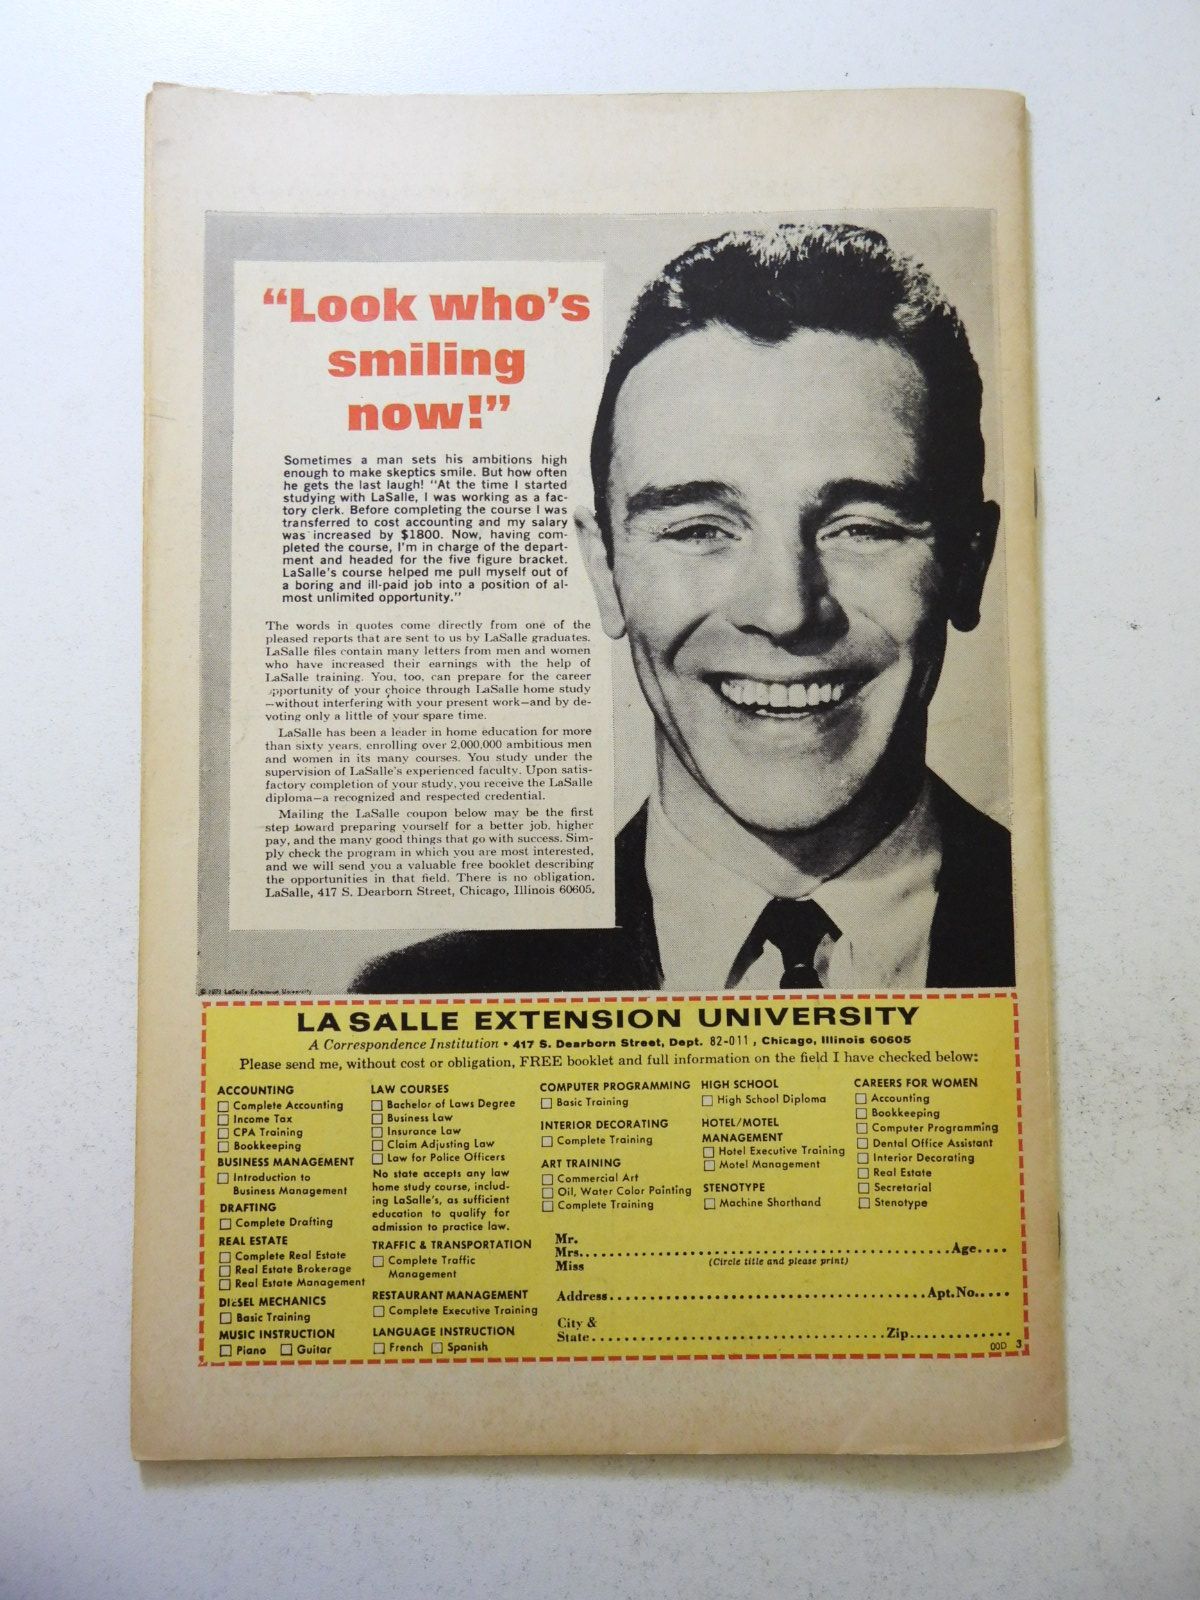 “Look who’s
smiling
now!”
Sometimes a man sets his ambitions high
enough to make skeptics smile. But how often
he gets the last laugh! “At the time I started
studying with LaSalle, I was working as a fac-
tory clerk. Before completing the course I was
transferred to cost accounting and my salary
was increased by $1800. Now, having com-
pleted the course, I’m in charge of the depart-
ment and headed for the five figure bracket.
LaSalle’s course helped me pull myself out of
a boring and ill-paid job into a position of al-
most unlimited opportunity.”
The words in quotes come directly from one of the
pleased reports that are sent to us by LaSalle graduates.
LaSalle files contain many letters from men and women
who have increased their earnings with the help of
LaSalle training. You, too, can prepare for the career
opportunity of your choice through LaSalle home study
—without interfering with your present work—and by de-
voting only a little of your spare time.
LaSalle has been a leader in home education for more
than sixty years, enrolling over 2,000,000 ambitious men
and women in its many courses. You study under the
supervision of LaSalle’s experienced faculty. Upon satis-
factory completion of your study, you receive the LaSalle
diploma—a recognized and respected credential.
Mailing the LaSalle coupon below may be the first
step toward preparing yourself for a better job, higher
pay, and the many good things that go with success. Sim-
ply check the program in which you are most interested,
and we will send you a valuable free booklet describing
the opportunities in that field. There is no obligation.
LaSalle, 417 S. Dearborn Street, Chicago, Illinois 60605.
© 1971 LaSalle Extension University
LA SALLE EXTENSION UNIVERSITY
A Correspondence Institution • 417 S. Dearborn Street, Dept. 82-011, Chicago, Illinois 60605
Please send me, without cost or obligation, FREE booklet and full information on the field I have checked below:
ACCOUNTING
Complete Accounting
Income Tax
CPA Training
Bookkeeping
BUSINESS MANAGEMENT
Introduction to
Business Management
DRAFTING
Complete Drafting
REAL ESTATE
Complete Real Estate
Real Estate Brokerage
Real Estate Management
DIESEL MECHANICS
Basic Training
MUSIC INSTRUCTION
Piano Guitar
LAW COURSES
Bachelor of Laws Degree
Business Law
Insurance Law
Claim Adjusting Law
Law for Police Officers
No state accepts any law
home study course, includ-
ing LaSalle’s, as sufficient
education to qualify for
admission to practice law.
TRAFFIC & TRANSPORTATION
Complete Traffic
Management
RESTAURANT MANAGEMENT
Complete Executive Training
LANGUAGE INSTRUCTION
French Spanish
COMPUTER PROGRAMMING
Basic Training
INTERIOR DECORATING
Complete Training
ART TRAINING
Commercial Art
Oil, Water Color Painting
Complete Training
HIGH SCHOOL
High School Diploma
HOTEL/MOTEL
MANAGEMENT
Hotel Executive Training
Motel Management
STENOTYPE
Machine Shorthand
CAREERS FOR WOMEN
Accounting
Bookkeeping
Computer Programming
Dental Office Assistant
Interior Decorating
Real Estate
Secretarial
Stenotype
Mr.
Mrs. Age
Miss (Circle title and please print)
Address Apt. No.
City &
State Zip
00D 3